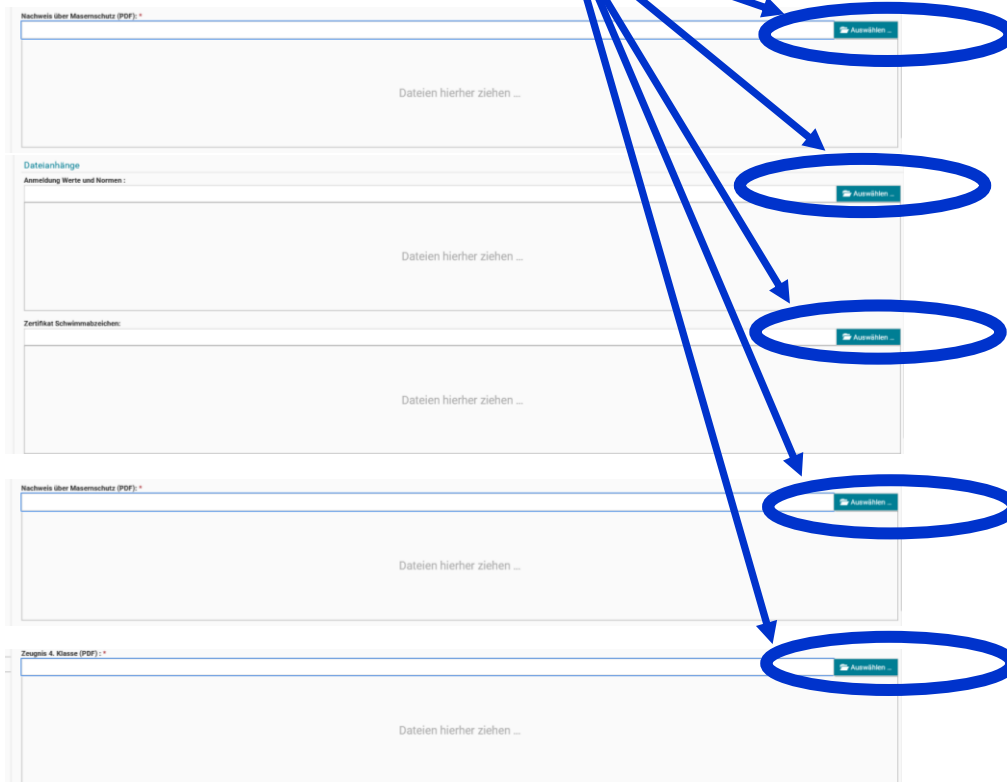 Nachweis über Masernschutz (PDF): *
Auswählen ...
Dateien hierher ziehen ...
Dateianhänge
Anmeldung Werte und Normen :
Auswählen ...
Dateien hierher ziehen ...
Zertifikat Schwimmabzeichen:
Auswählen ...
Dateien hierher ziehen ...
Nachweis über Masernschutz (PDF): *
Auswählen ...
Dateien hierher ziehen ...
Zeugnis 4. Klasse (PDF) : *
Auswählen ...
Dateien hierher ziehen ...